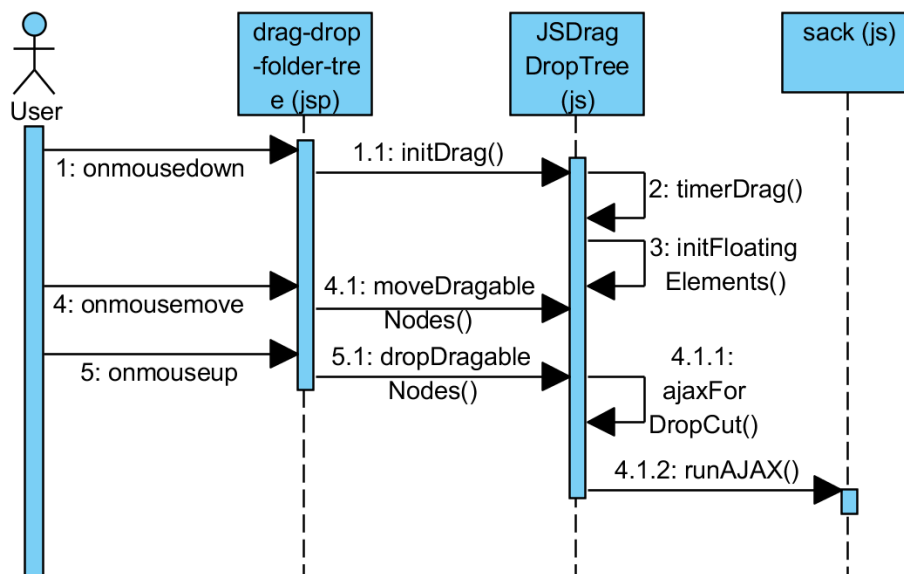 User
drag-drop
-folder-tre
e (jsp)
JSDrag
DropTree
(js)
sack (js)
1: onmousedown
1.1: initDrag()
2: timerDrag()
3: initFloating
Elements()
4: onmousemove
4.1: moveDragable
Nodes()
5: onmouseup
5.1: dropDragable
Nodes()
4.1.1:
ajaxFor
DropCut()
4.1.2: runAJAX()